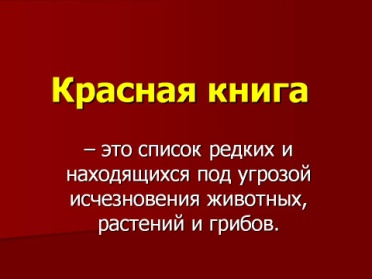 Красная книга
– это список редких и
находящихся под угрозой
исчезновения животных,
растений и грибов.